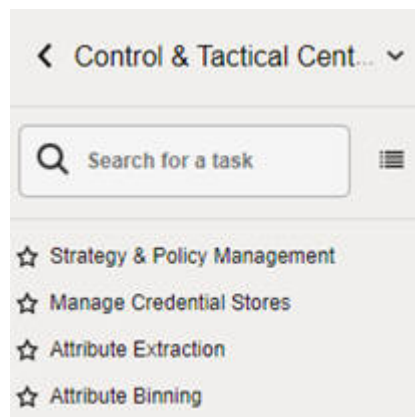 Control & Tactical Cent...
Search for a task
Strategy & Policy Management
Manage Credential Stores
Attribute Extraction
Attribute Binning